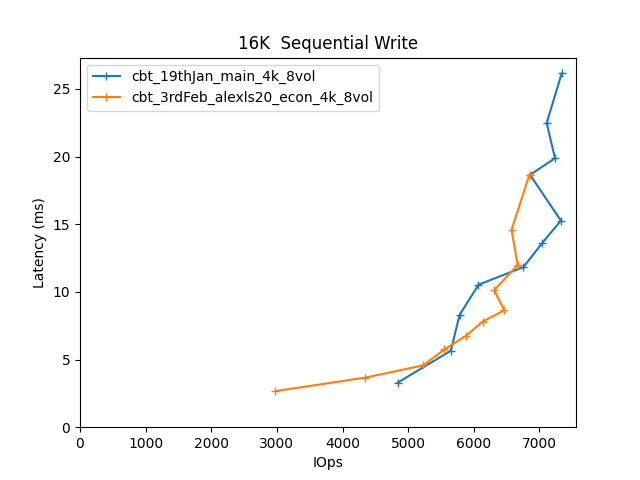 16K  Sequential Write
cbt_19thJan_main_4k_8vol
cbt_3rdFeb_alexls20_econ_4k_8vol
25
20
15
10
5
0
Latency (ms)
0 1000 2000 3000 4000 5000 6000 7000
IOps